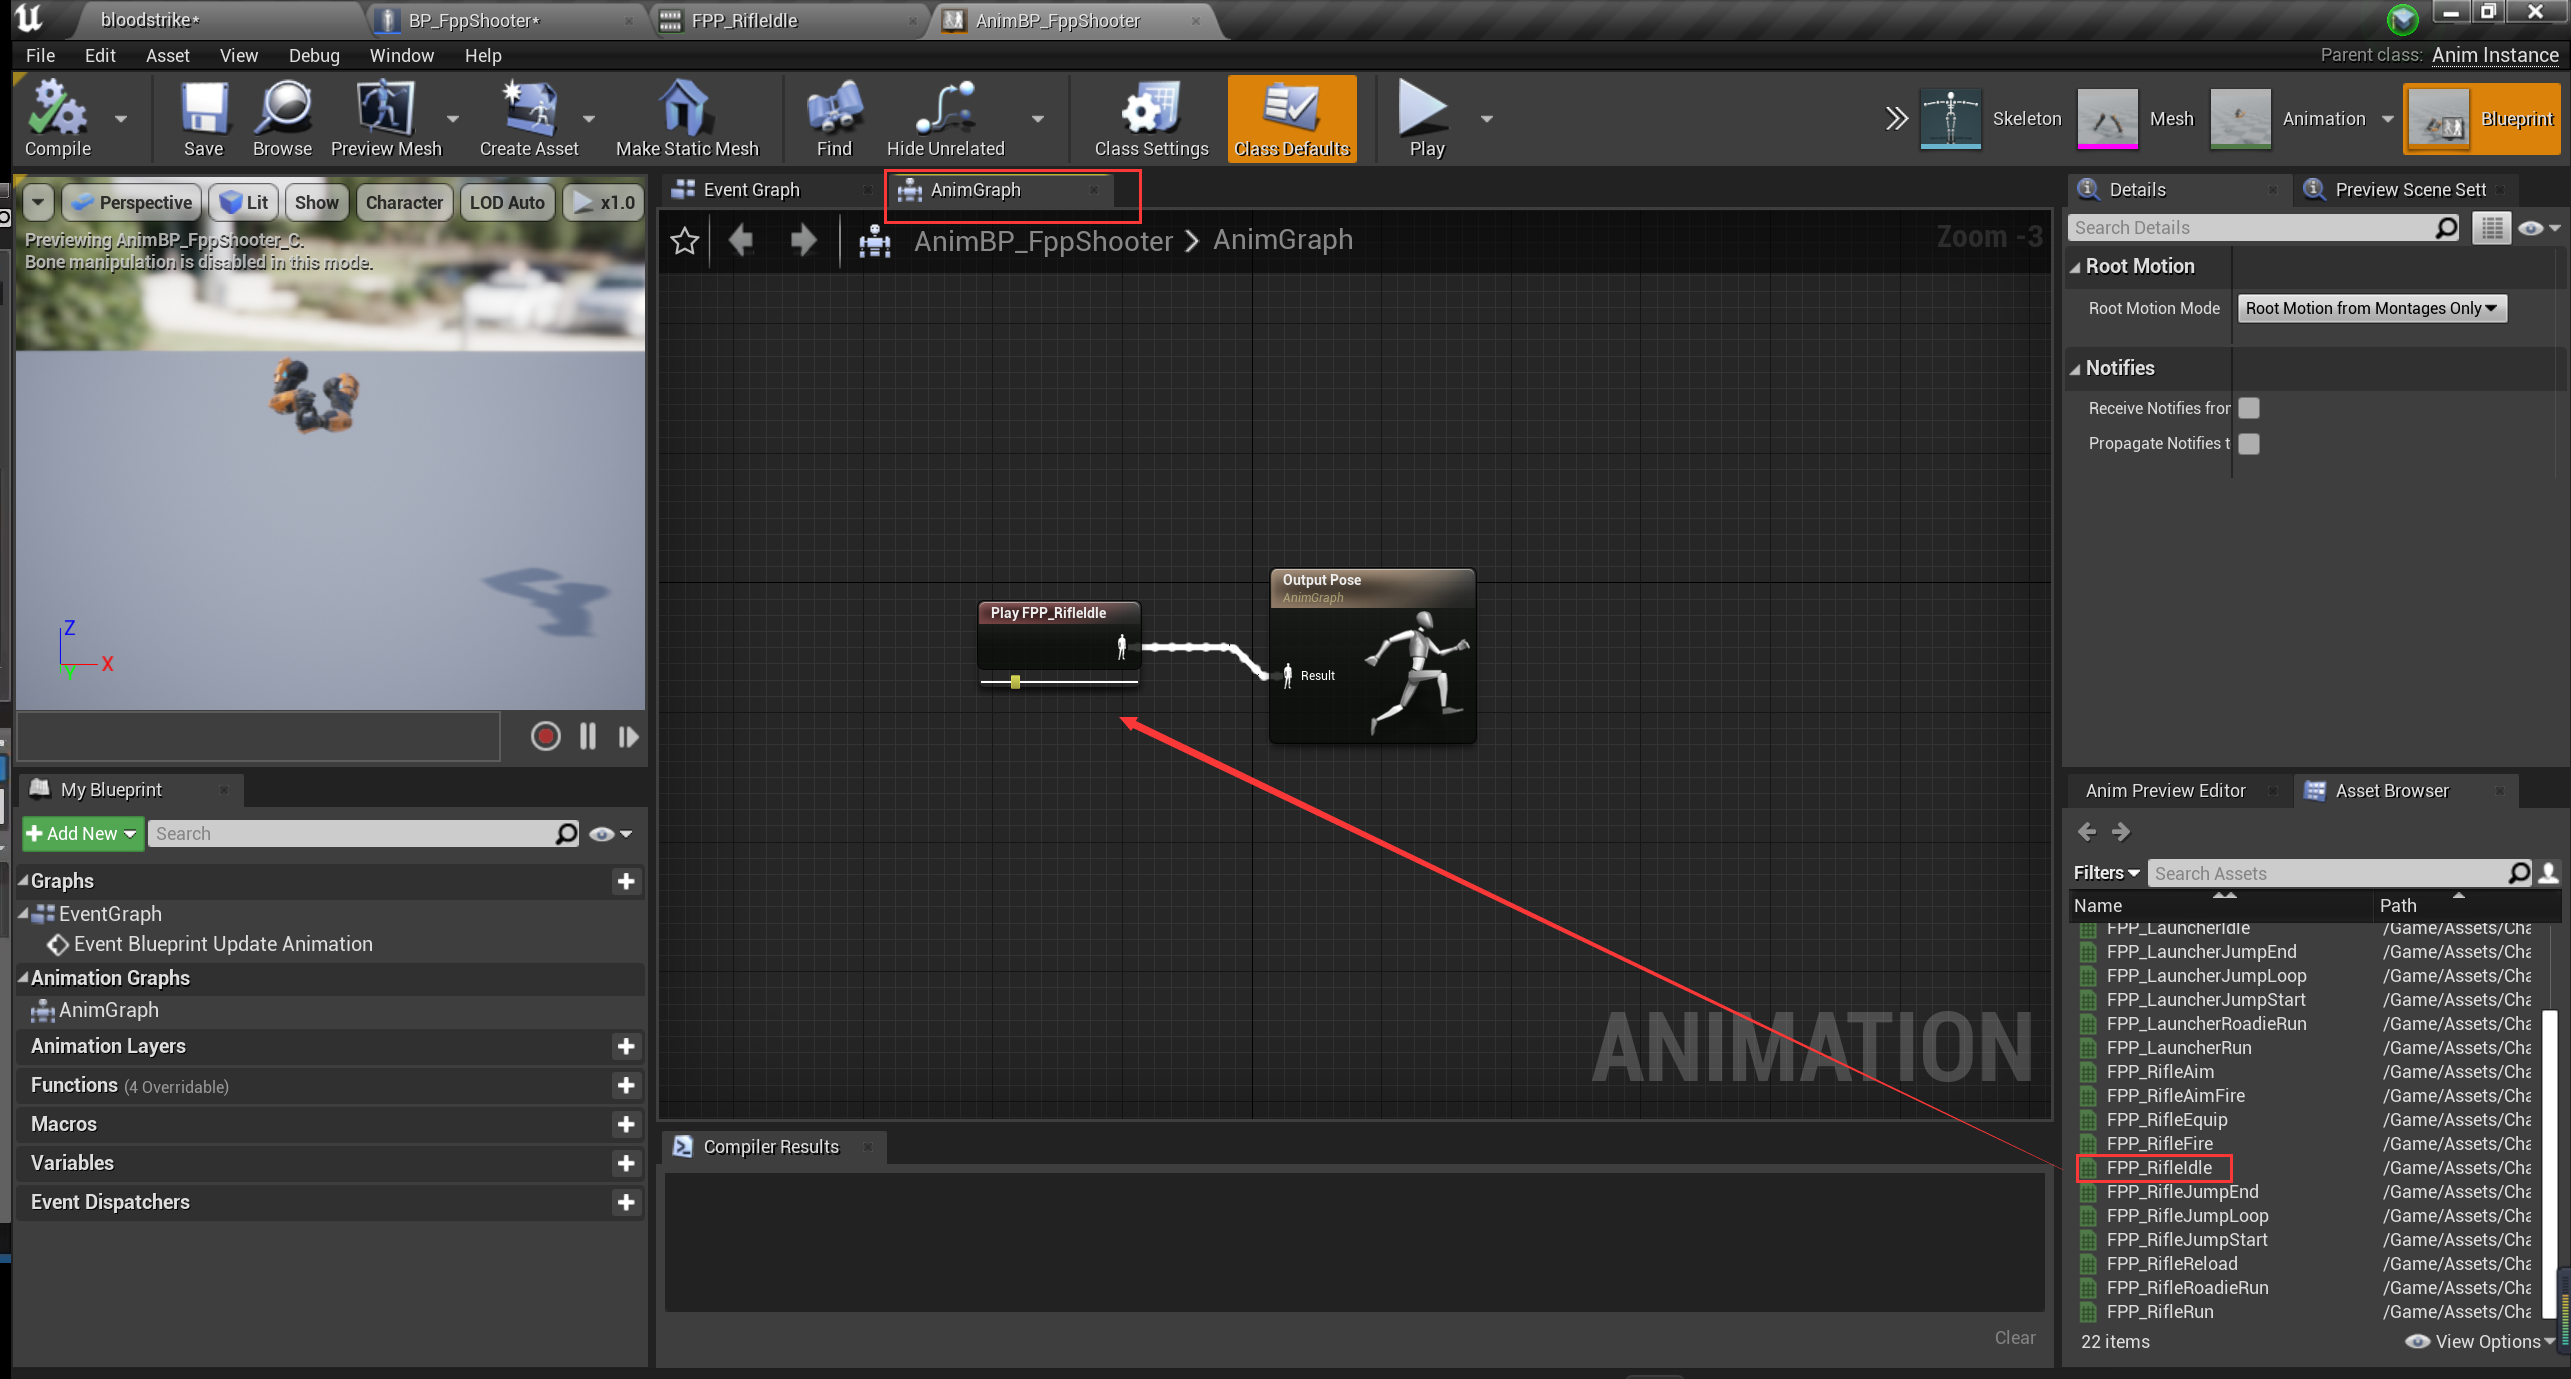 bloodstrike*
BP_FppShooter*
FPP_RifleIdle
AnimBP_FppShooter
File
Edit
Asset
View
Debug
Window
Help
Parent class: Anim Instance
Compile
Save
Browse
Preview Mesh
Create Asset
Make Static Mesh
Find
Hide Unrelated
Class Settings
Class Defaults
Play
Skeleton
Mesh
Animation
Blueprint
Perspective
Lit
Show
Character
LOD Auto
x1.0
Previewing AnimBP_FppShooter_C.
Bone manipulation is disabled in this mode.
Z
X
Y
My Blueprint
Add New
Search
Graphs
EventGraph
Event Blueprint Update Animation
Animation Graphs
AnimGraph
Animation Layers
Functions (4 Overridable)
Macros
Variables
Event Dispatchers
Event Graph
AnimGraph
AnimBP_FppShooter > AnimGraph
Zoom -3
Play FPP_RifleIdle
Output Pose
AnimGraph
Result
ANIMATION
Compiler Results
Clear
Details
Preview Scene Sett
Search Details
Root Motion
Root Motion Mode
Root Motion from Montages Only
Notifies
Receive Notifies fror
Propagate Notifies t
Anim Preview Editor
Asset Browser
Filters
Search Assets
Name
Path
FPP_LauncherIdle /Game/Assets/Cha
FPP_LauncherJumpEnd /Game/Assets/Cha
FPP_LauncherJumpLoop /Game/Assets/Cha
FPP_LauncherJumpStart /Game/Assets/Cha
FPP_LauncherRoadieRun /Game/Assets/Cha
FPP_LauncherRun /Game/Assets/Cha
FPP_RifleAim /Game/Assets/Cha
FPP_RifleAimFire /Game/Assets/Cha
FPP_RifleEquip /Game/Assets/Cha
FPP_RifleFire /Game/Assets/Cha
FPP_RifleIdle /Game/Assets/Cha
FPP_RifleJumpEnd /Game/Assets/Cha
FPP_RifleJumpLoop /Game/Assets/Cha
FPP_RifleJumpStart /Game/Assets/Cha
FPP_RifleReload /Game/Assets/Cha
FPP_RifleRoadieRun /Game/Assets/Cha
FPP_RifleRun /Game/Assets/Cha
22 items
View Options